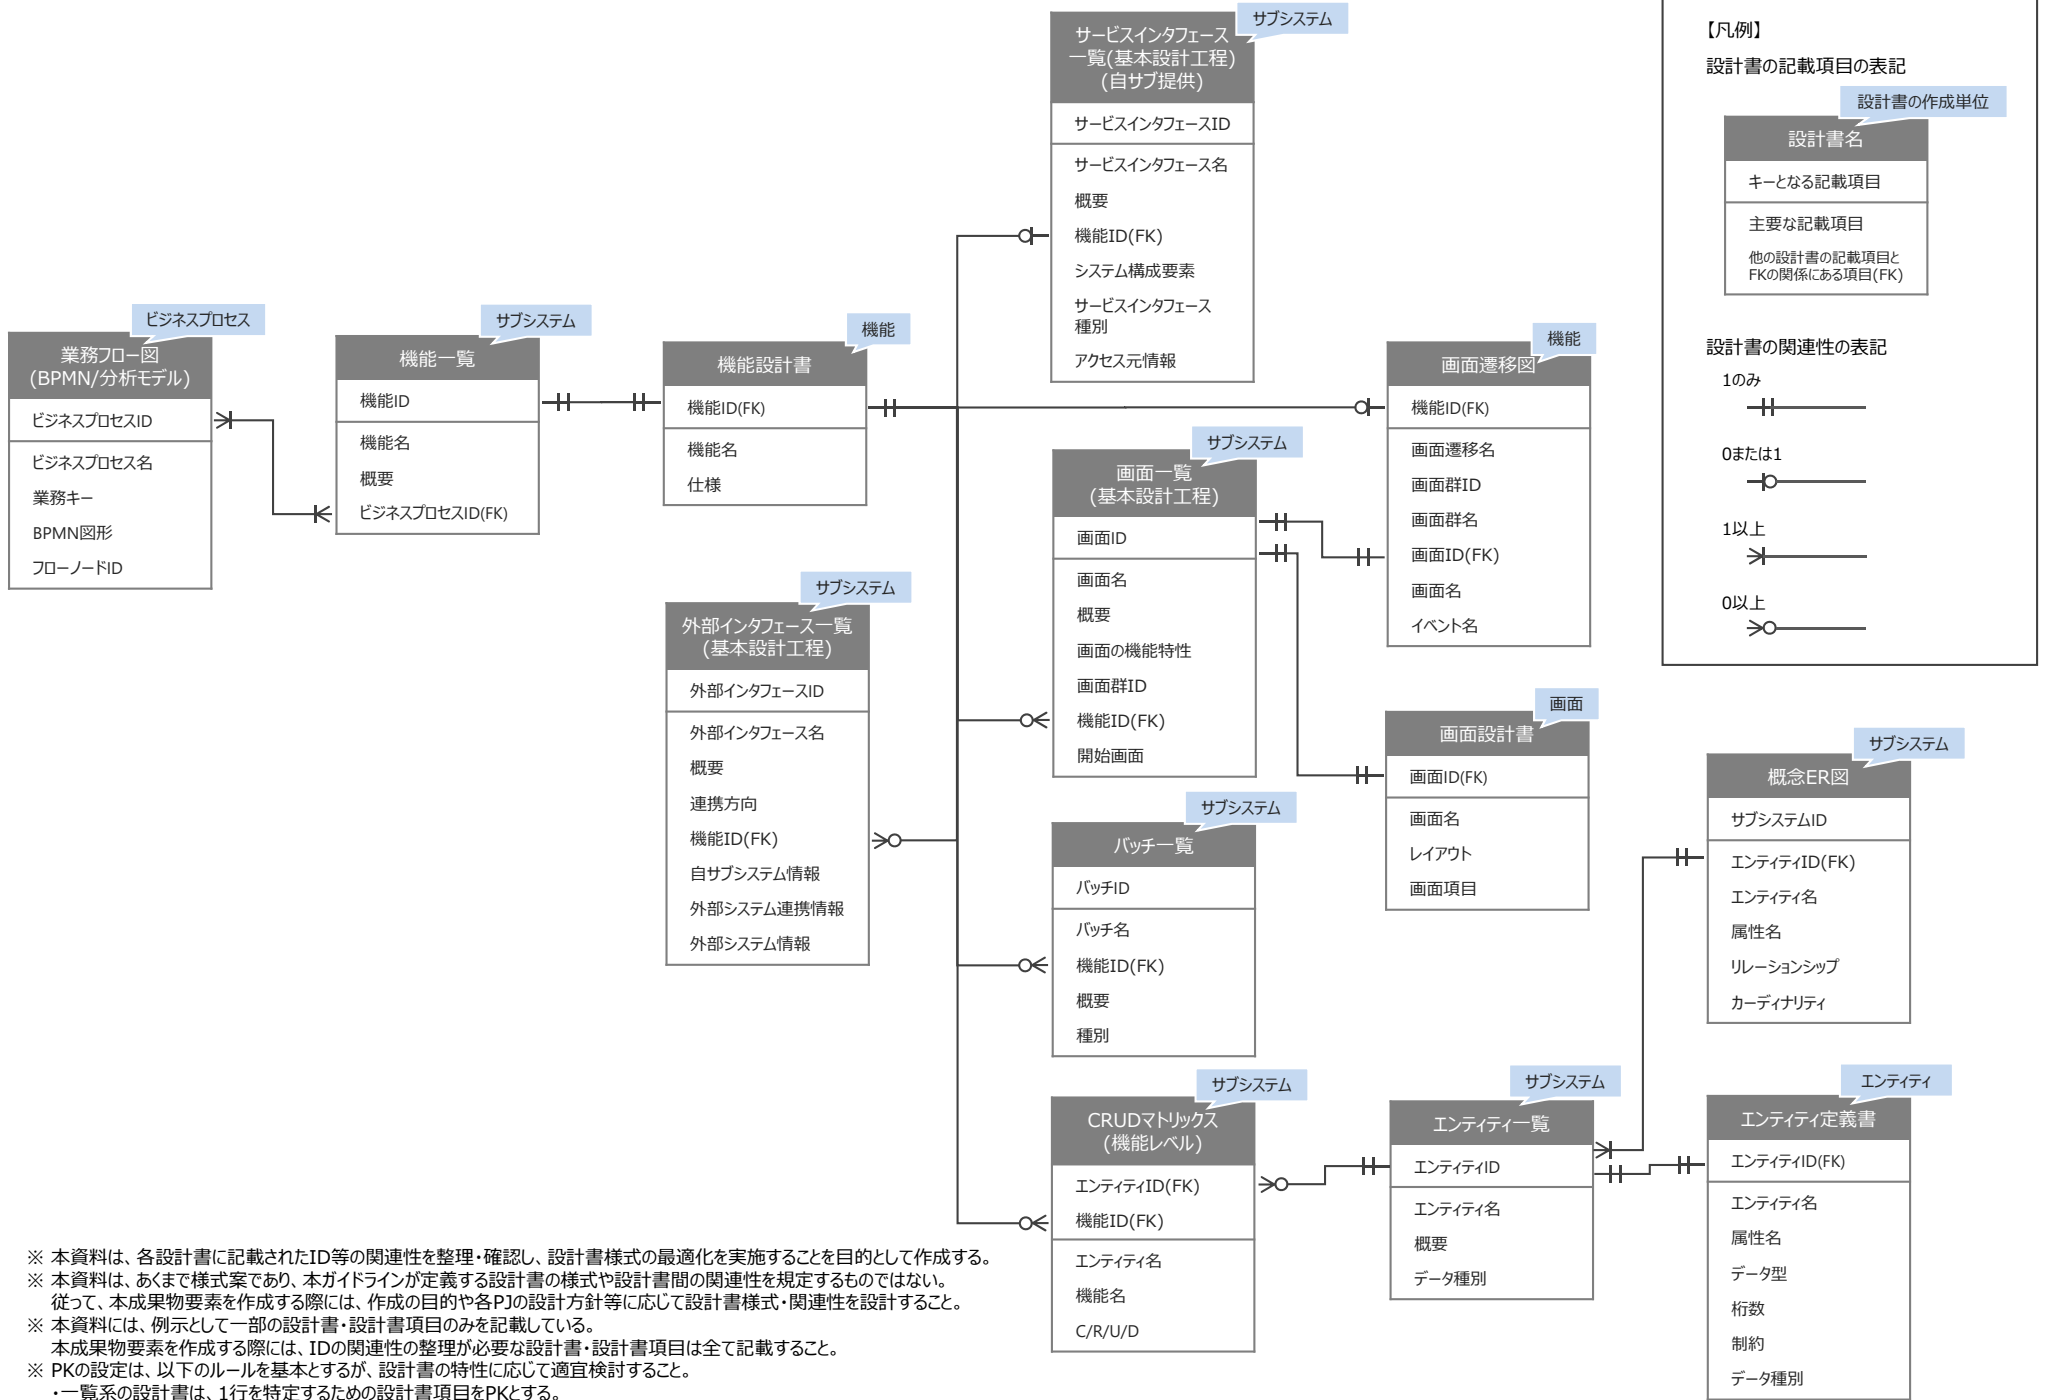 サブシステム
サービスインタフェース
一覧(基本設計工程)
(自サブ提供)
サービスインタフェースID
サービスインタフェース名
概要
機能ID(FK)
システム構成要素
サービスインタフェース
種別
アクセス元情報
【凡例】
設計書の記載項目の表記
設計書の作成単位
設計書名
キーとなる記載項目
主要な記載項目
他の設計書の記載項目と
FKの関係にある項目(FK)
設計書の関連性の表記
1のみ
0または1
1以上
0以上
ビジネスプロセス
業務フロー図
(BPMN/分析モデル)
ビジネスプロセスID
ビジネスプロセス名
業務キー
BPMN図形
フローノードID
サブシステム
機能一覧
機能ID
機能名
概要
ビジネスプロセスID(FK)
機能
機能設計書
機能ID(FK)
機能名
仕様
機能
画面遷移図
機能ID(FK)
画面遷移名
画面群ID
画面群名
画面ID(FK)
画面名
イベント名
サブシステム
画面一覧
(基本設計工程)
画面ID
画面名
概要
画面の機能特性
画面群ID
機能ID(FK)
開始画面
サブシステム
外部インタフェース一覧
(基本設計工程)
外部インタフェースID
外部インタフェース名
概要
連携方向
機能ID(FK)
自サブシステム情報
外部システム連携情報
外部システム情報
画面
画面設計書
画面ID(FK)
画面名
レイアウト
画面項目
サブシステム
バッチ一覧
バッチID
バッチ名
機能ID(FK)
概要
種別
サブシステム
概念ER図
サブシステムID
エンティティID(FK)
エンティティ名
属性名
リレーションシップ
カーディナリティ
サブシステム
CRUDマトリックス
(機能レベル)
エンティティID(FK)
機能ID(FK)
エンティティ名
機能名
C/R/U/D
サブシステム
エンティティ一覧
エンティティID
エンティティ名
概要
データ種別
エンティティ
エンティティ定義書
エンティティID(FK)
エンティティ名
属性名
データ型
桁数
制約
データ種別
※ 本資料は、各設計書に記載されたID等の関連性を整理・確認し、設計書様式の最適化を実施することを目的として作成する。
※ 本資料は、あくまで様式案であり、本ガイドラインが定義する設計書の様式や設計書間の関連性を規定するものではない。
従って、本成果物要素を作成する際には、作成の目的や各PJの設計方針等に応じて設計書様式・関連性を設計すること。
※ 本資料には、例示として一部の設計書・設計書項目のみを記載している。
本成果物要素を作成する際には、IDの関連性の整理が必要な設計書・設計書項目は全て記載すること。
※ PKの設定は、以下のルールを基本とするが、設計書の特性に応じて適宜検討すること。
・一覧系の設計書は、1行を特定するための設計書項目をPKとする。